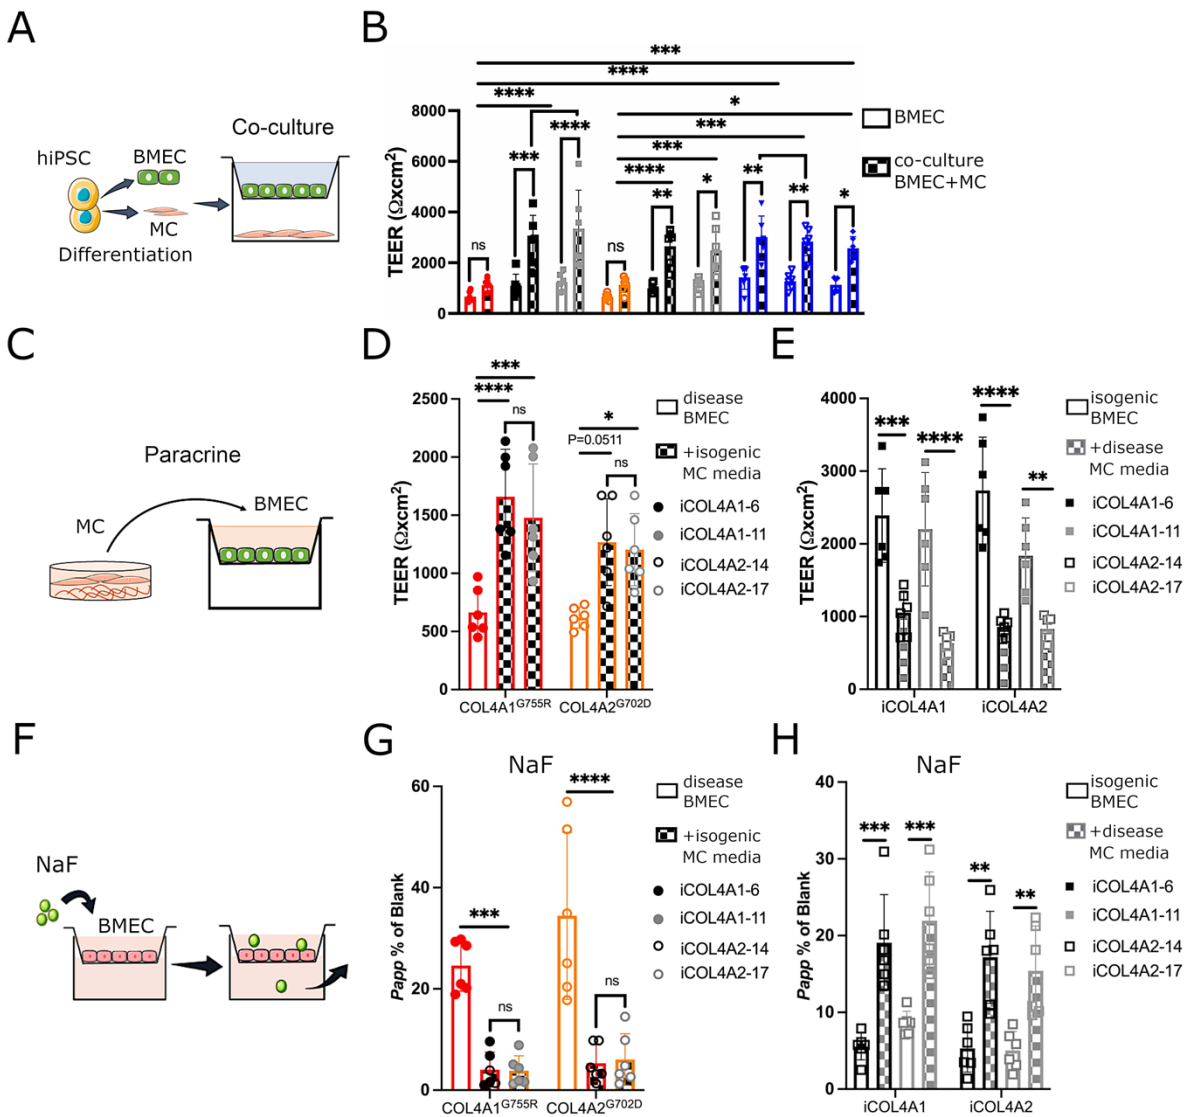 A
hiPSC
BMEC
MC
Differentiation
Co-culture
B
***
****
****
*
***
***
****
ns
***
****
ns
**
*
**
**
*
8000
6000
4000
2000
0
TEER (Ωxcm2)
BMEC
co-culture
BMEC+MC
C
Paracrine
MC
BMEC
D
***
****
ns
*
P=0.0511
ns
2500
2000
1500
1000
500
0
TEER (Ωxcm2)
COL4A1G755R
COL4A2G702D
disease
BMEC
+isogenic
MC media
iCOL4A1-6
iCOL4A1-11
iCOL4A2-14
iCOL4A2-17
E
***
****
****
**
4000
3000
2000
1000
0
TEER (Ωxcm2)
iCOL4A1
iCOL4A2
isogenic
BMEC
+disease
MC media
iCOL4A1-6
iCOL4A1-11
iCOL4A2-14
iCOL4A2-17
F
NaF
BMEC
G
NaF
***
ns
****
ns
60
40
20
0
Papp % of Blank
COL4A1G755R
COL4A2G702D
disease
BMEC
+isogenic
MC media
iCOL4A1-6
iCOL4A1-11
iCOL4A2-14
iCOL4A2-17
H
NaF
***
***
**
**
40
30
20
10
0
Papp % of Blank
iCOL4A1
iCOL4A2
isogenic
BMEC
+disease
MC media
iCOL4A1-6
iCOL4A1-11
iCOL4A2-14
iCOL4A2-17